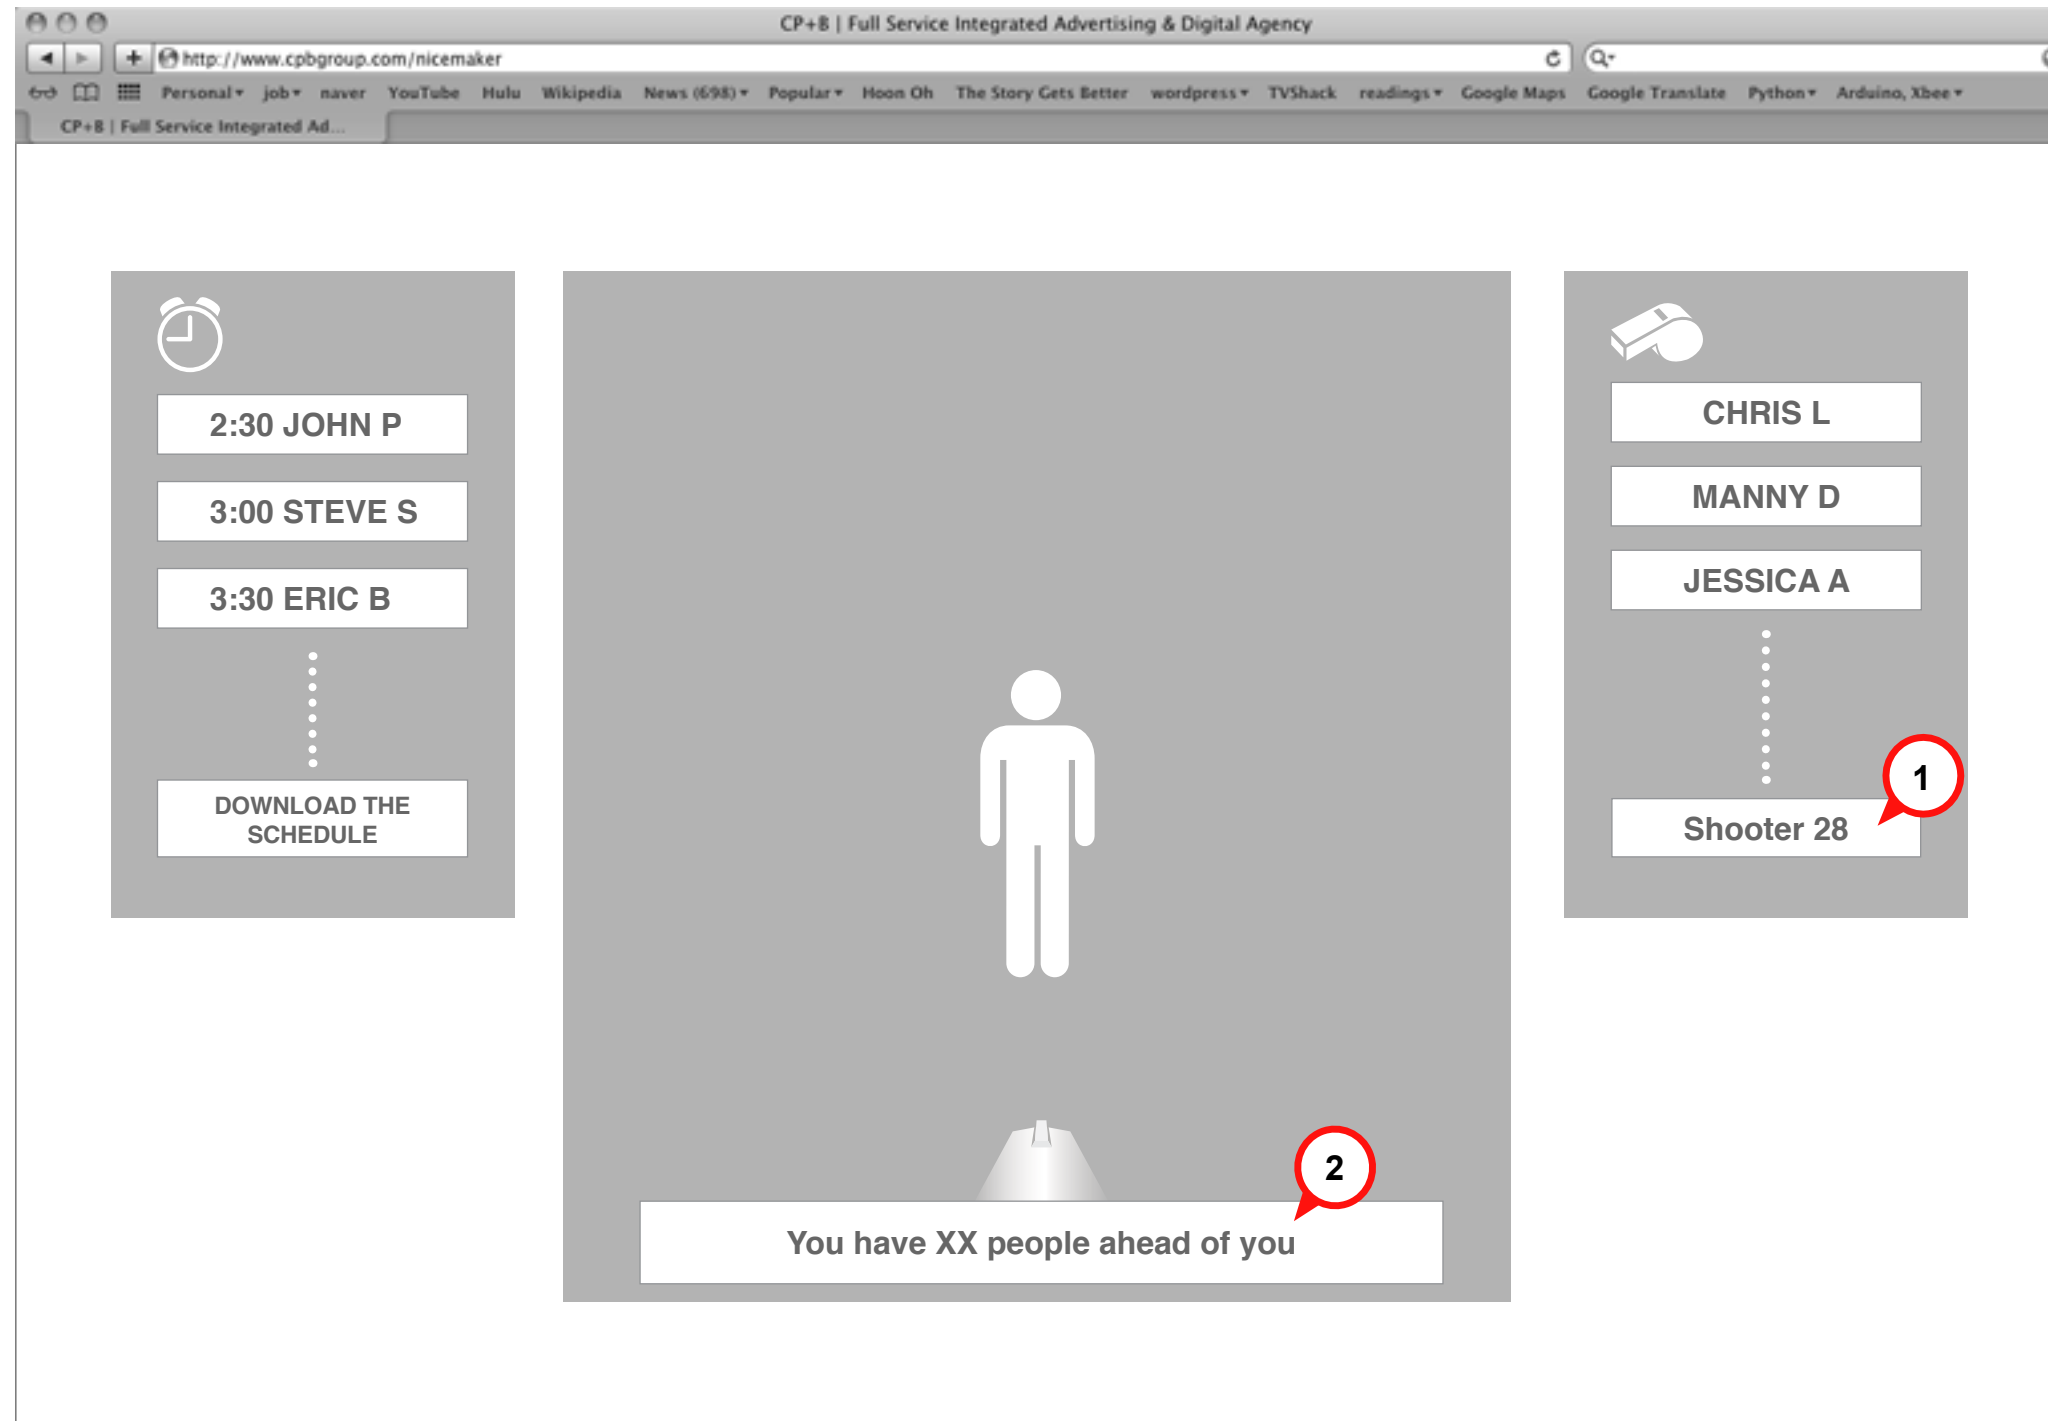 CP+B | Full Service Integrated Advertising & Digital Agency
http://www.cpbgroup.com/nicemaker
Personal job naver YouTube Hulu Wikipedia News (698) Popular Hoon Oh The Story Gets Better wordpress TVShack readings Google Maps Google Translate Python Arduino, Xbee
CP+B | Full Service Integrated Ad...
2:30 JOHN P
3:00 STEVE S
3:30 ERIC B
DOWNLOAD THE
SCHEDULE
2
You have XX people ahead of you
CHRIS L
MANNY D
JESSICA A
1
Shooter 28